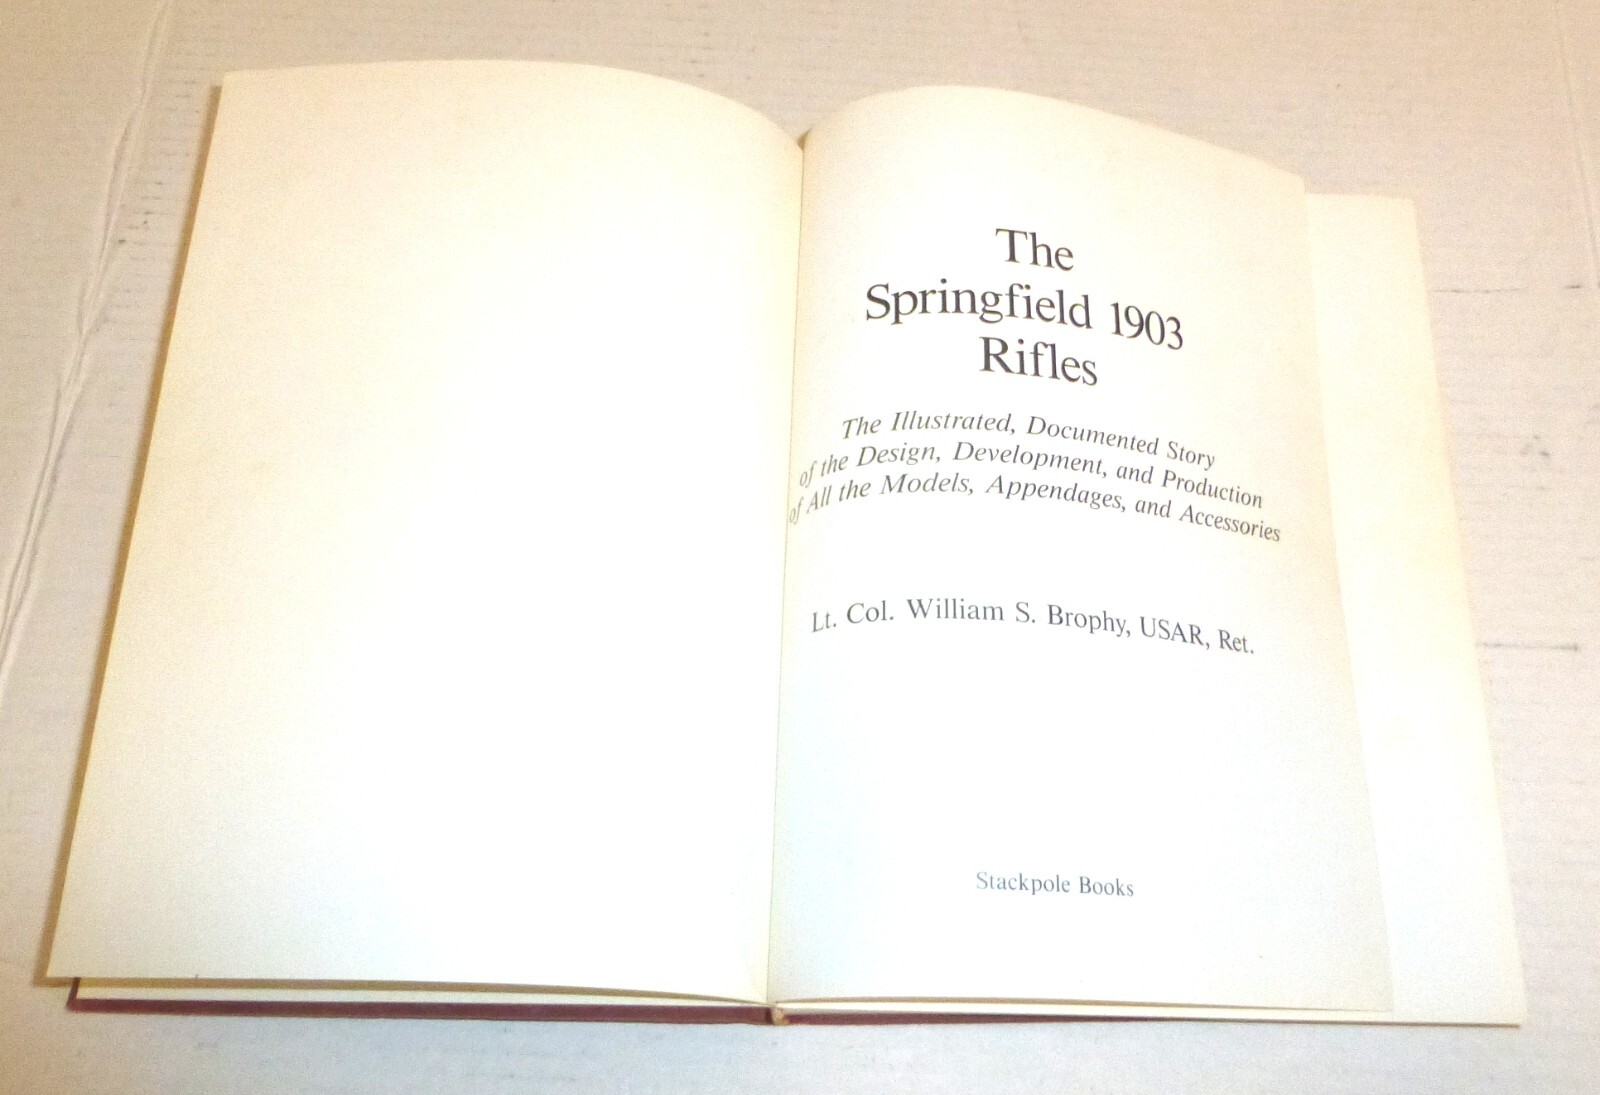 The
Springfield 1903
Rifles
The Illustrated, Documented Story
of the Design, Development, and Production
of All the Models, Appendages, and Accessories
Lt. Col. William S. Brophy, USAR, Ret.
Stackpole Books